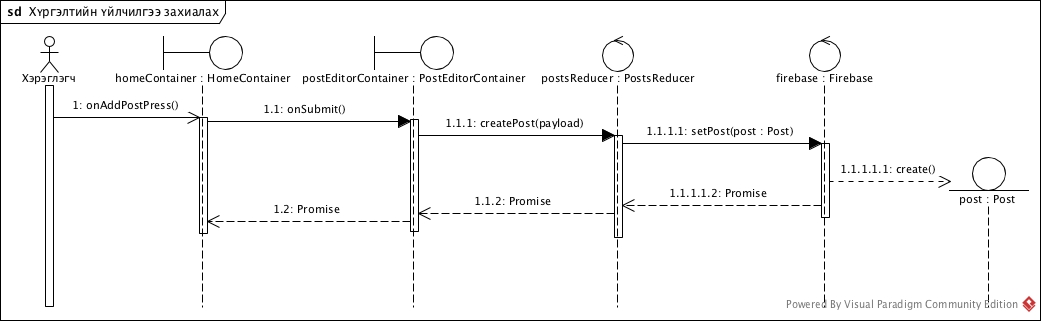 sd Хүргэлтийн үйлчилгээ захиалах
Хэрэглэгч
homeContainer : HomeContainer
postEditorContainer : PostEditorContainer
postsReducer : PostsReducer
firebase : Firebase
1: onAddPostPress()
1.1: onSubmit()
1.1.1: createPost(payload)
1.1.1.1: setPost(post : Post)
1.1.1.1.1: create()
post : Post
1.1.1.1.2: Promise
1.1.2: Promise
1.2: Promise
Powered By Visual Paradigm Community Edition